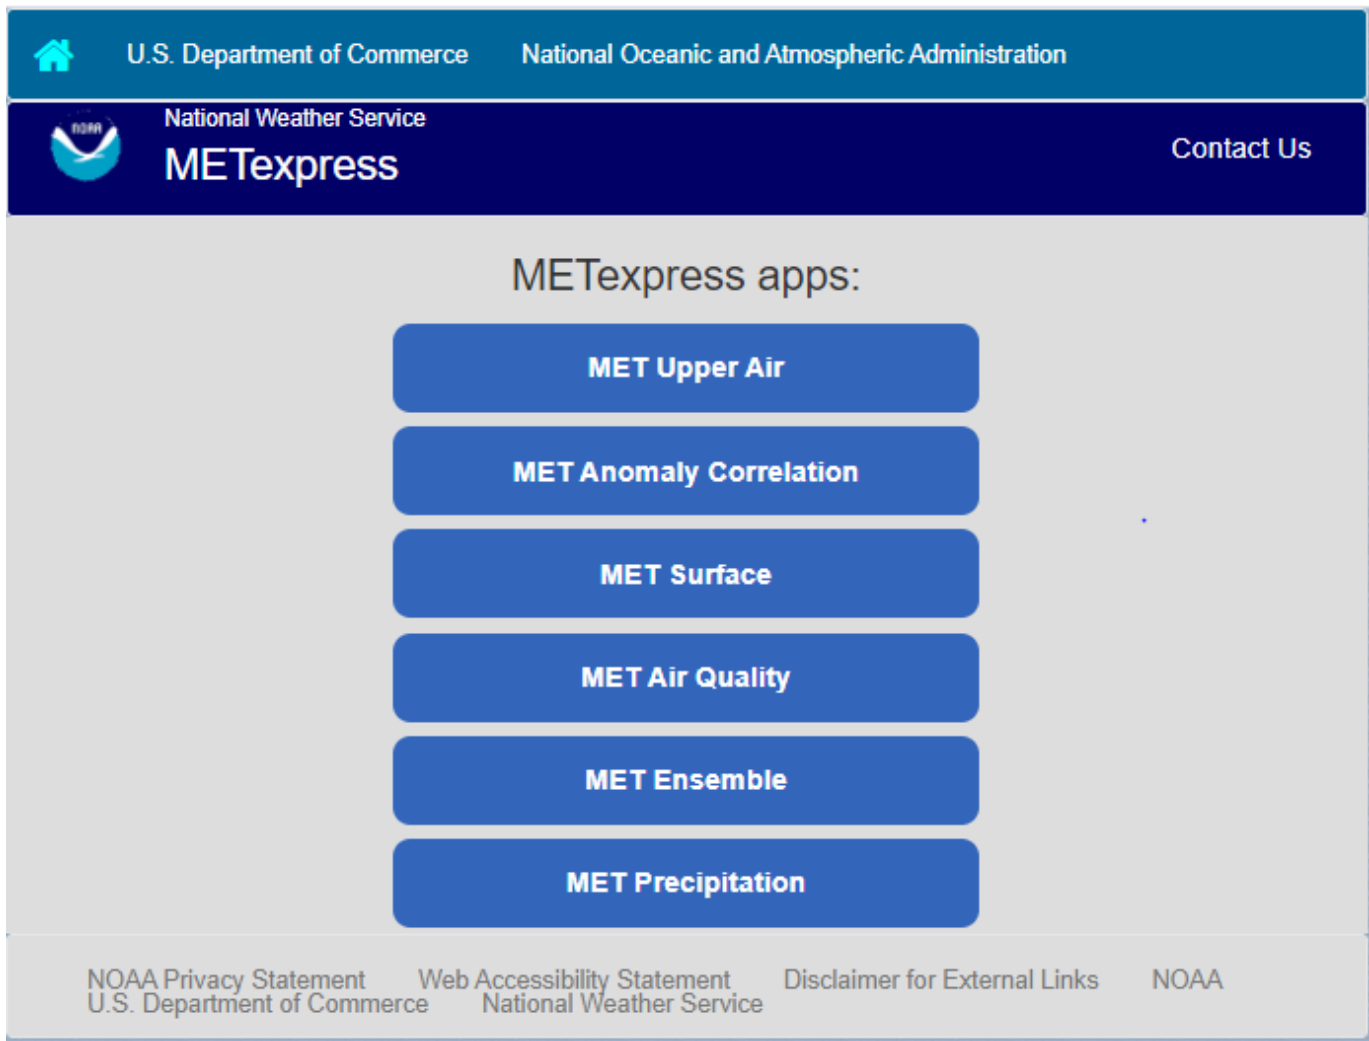 U.S. Department of Commerce National Oceanic and Atmospheric Administration
NOAA
National Weather Service
METexpress
Contact Us
METexpress apps:
MET Upper Air
MET Anomaly Correlation
MET Surface
MET Air Quality
MET Ensemble
MET Precipitation
NOAA Privacy Statement Web Accessibility Statement Disclaimer for External Links NOAA
U.S. Department of Commerce National Weather Service